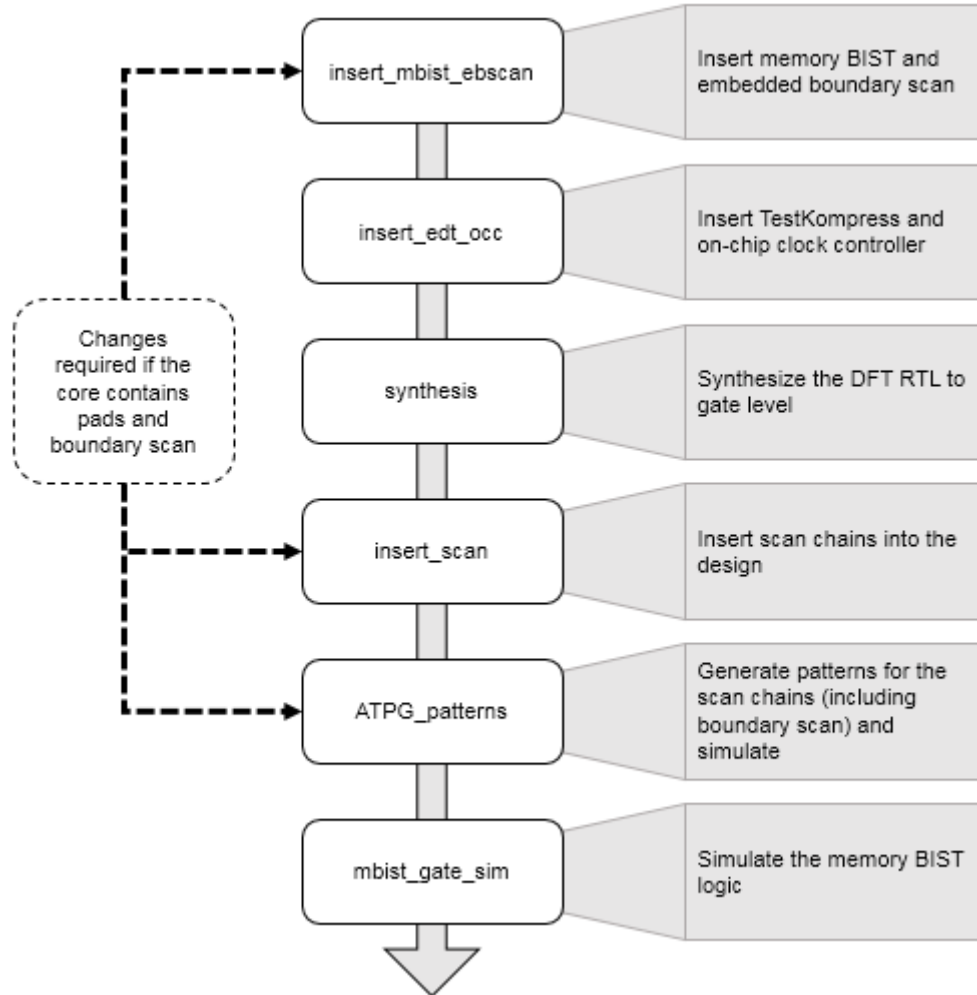 insert_mbist_ebscan
Insert memory BIST and
embedded boundary scan
insert_edt_occ
Insert TestKompress and
on-chip clock controller
Changes
required if the
core contains
pads and
boundary scan
synthesis
Synthesize the DFT RTL to
gate level
insert_scan
Insert scan chains into the
design
ATPG_patterns
Generate patterns for the
scan chains (including
boundary scan) and
simulate
mbist_gate_sim
Simulate the memory BIST
logic